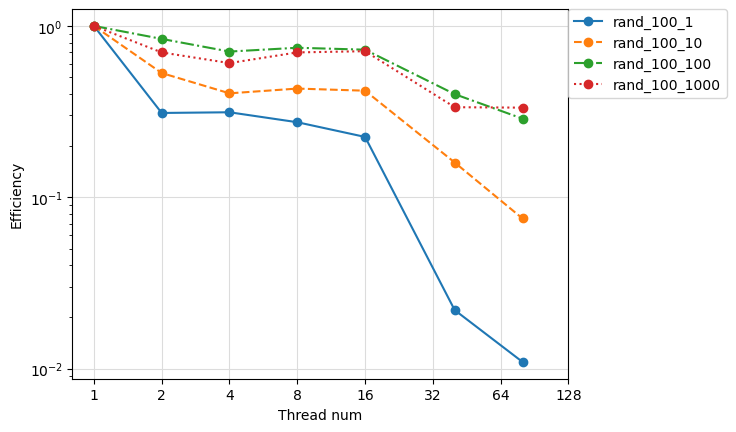 10⁰
10⁻¹
10⁻²
Efficiency
1 2 4 8 16 32 64 128
Thread num
rand_100_1
rand_100_10
rand_100_100
rand_100_1000